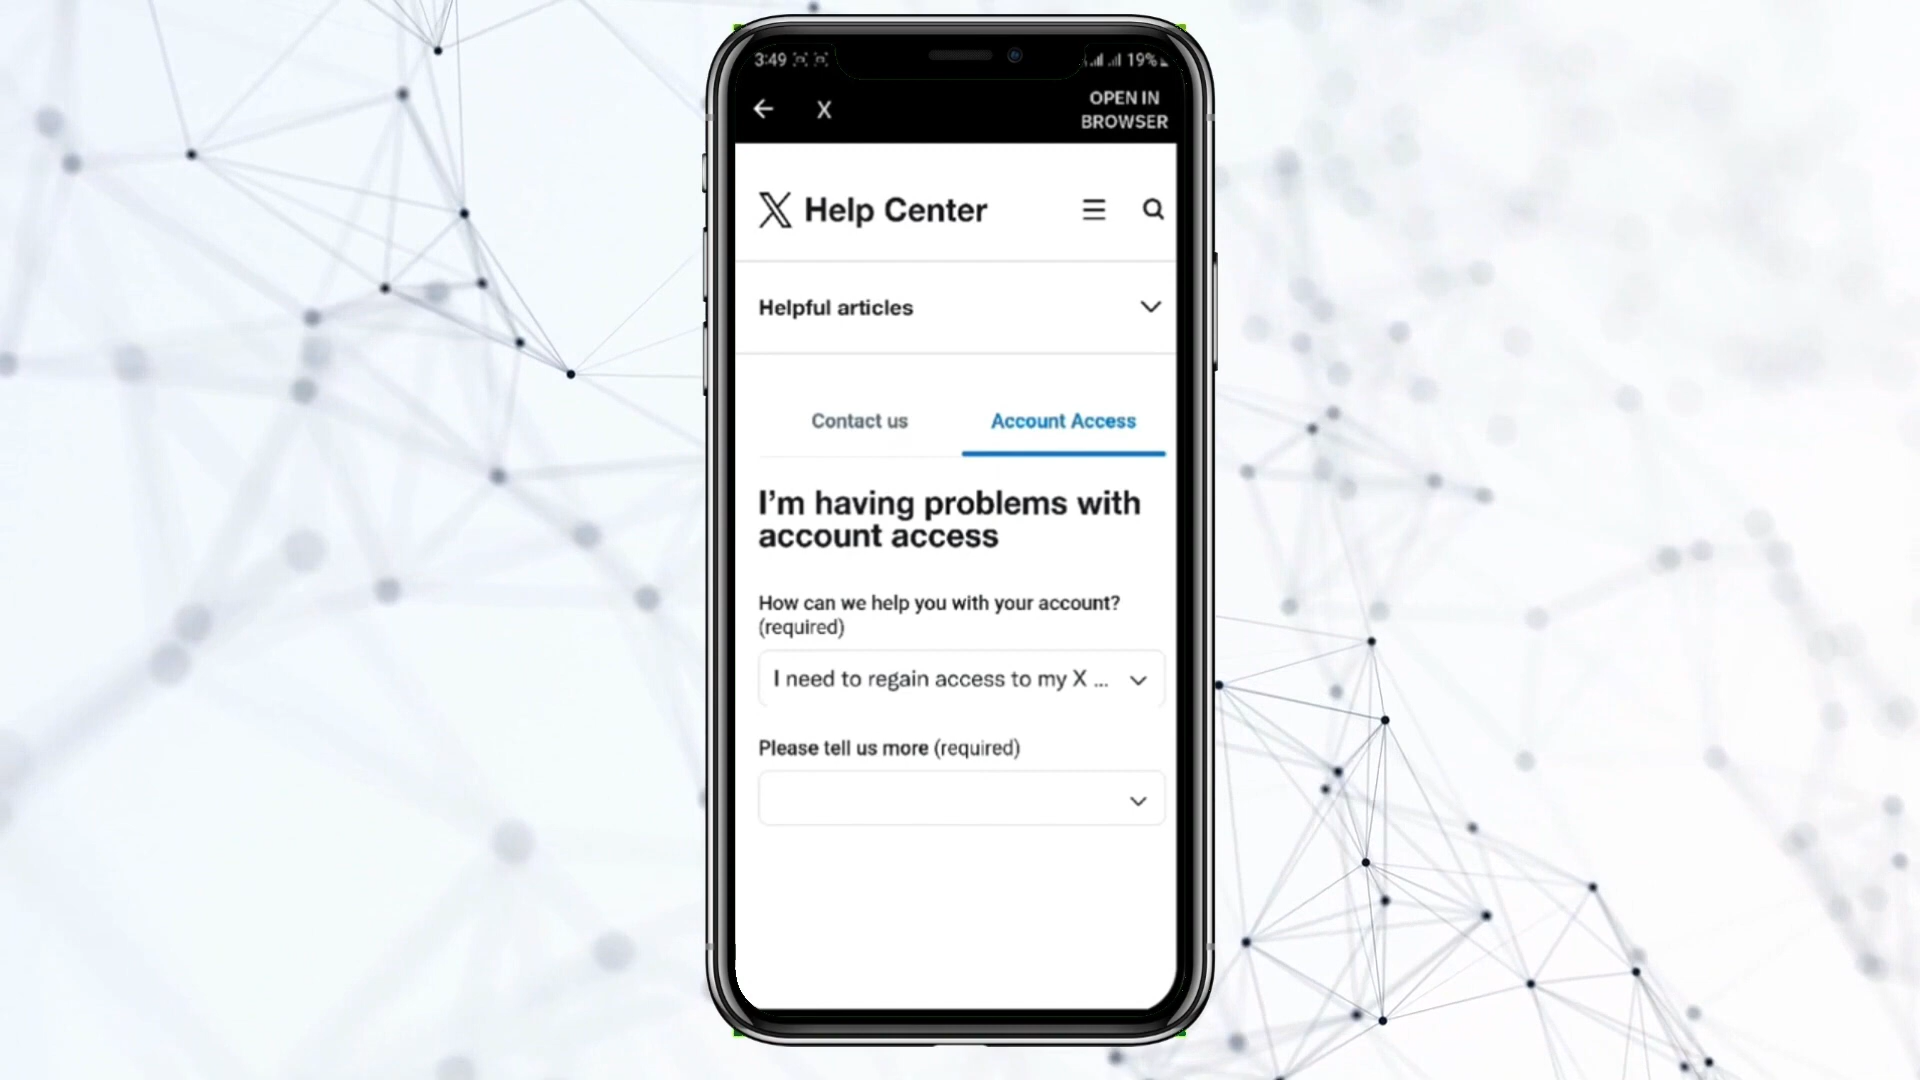 3:49
19%
X
OPEN IN
BROWSER
X Help Center
Helpful articles
Contact us
Account Access
I'm having problems with
account access
How can we help you with your account?
(required)
I need to regain access to my X ...
Please tell us more (required)